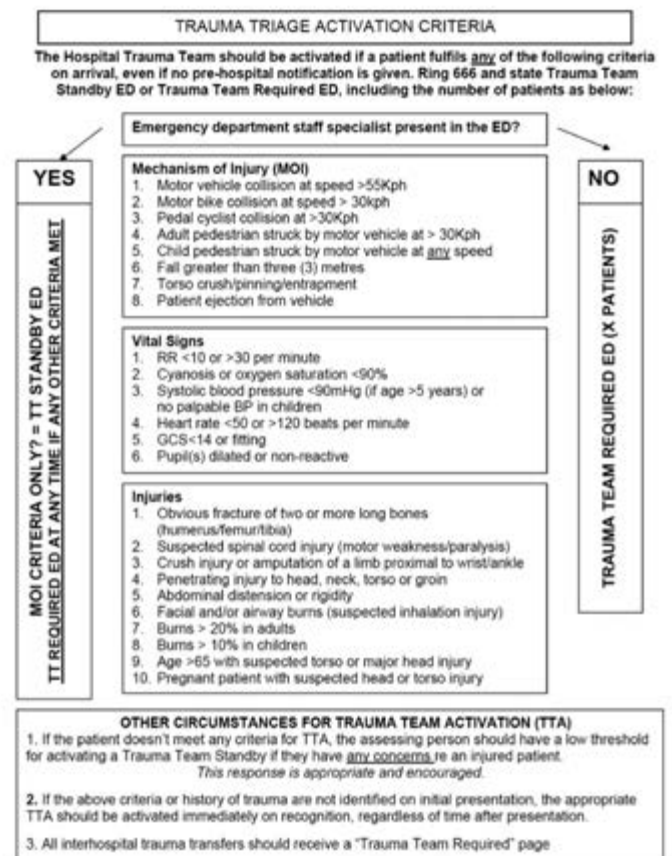 TRAUMA TRIAGE ACTIVATION CRITERIA
The Hospital Trauma Team should be activated if a patient fulfils any of the following criteria
on arrival, even if no pre-hospital notification is given. Ring 666 and state Trauma Team
Standby ED or Trauma Team Required ED, including the number of patients as below:
Emergency department staff specialist present in the ED?
YES
MOI CRITERIA ONLY? = TT STANDBY ED
TT REQUIRED ED AT ANY TIME IF ANY OTHER CRITERIA MET
Mechanism of Injury (MOI)
1. Motor vehicle collision at speed >55Kph
2. Motor bike collision at speed > 30kph
3. Pedal cyclist collision at >30Kph
4. Adult pedestrian struck by motor vehicle at > 30Kph
5. Child pedestrian struck by motor vehicle at any speed
6. Fall greater than three (3) metres
7. Torso crush/pinning/entrapment
8. Patient ejection from vehicle
Vital Signs
1. RR <10 or >30 per minute
2. Cyanosis or oxygen saturation <90%
3. Systolic blood pressure <90mHg (if age >5 years) or
no palpable BP in children
4. Heart rate <50 or >120 beats per minute
5. GCS<14 or fitting
6. Pupil(s) dilated or non-reactive
Injuries
1. Obvious fracture of two or more long bones
(humerus/femur/tibia)
2. Suspected spinal cord injury (motor weakness/paralysis)
3. Crush injury or amputation of a limb proximal to wrist/ankle
4. Penetrating injury to head, neck, torso or groin
5. Abdominal distension or rigidity
6. Facial and/or airway burns (suspected inhalation injury)
7. Burns > 20% in adults
8. Burns > 10% in children
9. Age >65 with suspected torso or major head injury
10. Pregnant patient with suspected head or torso injury
NO
TRAUMA TEAM REQUIRED ED (X PATIENTS)
OTHER CIRCUMSTANCES FOR TRAUMA TEAM ACTIVATION (TTA)
1. If the patient doesn't meet any criteria for TTA, the assessing person should have a low threshold
for activating a Trauma Team Standby if they have any concerns re an injured patient.
This response is appropriate and encouraged.
2. If the above criteria or history of trauma are not identified on initial presentation, the appropriate
TTA should be activated immediately on recognition, regardless of time after presentation.
3. All interhospital trauma transfers should receive a "Trauma Team Required" page